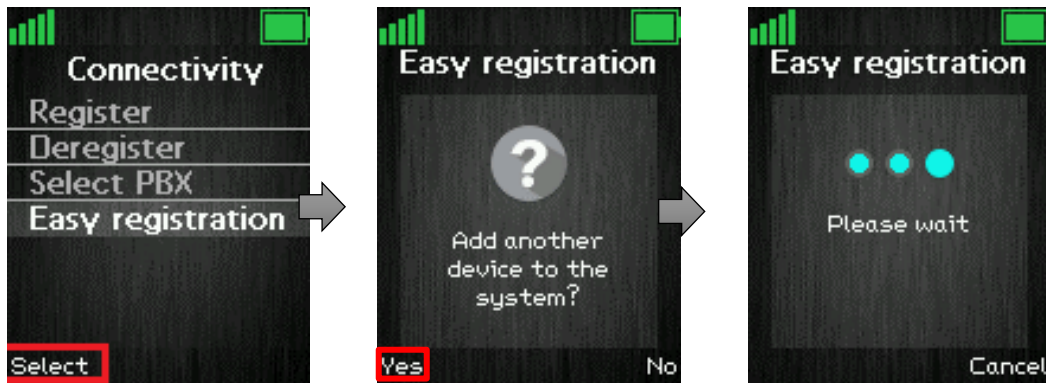 Connectivity
Register
Deregister
Select PBX
Easy registration
Select
Easy registration
?
Add another
device to the
system?
Yes
No
Easy registration
Please wait
Cancel